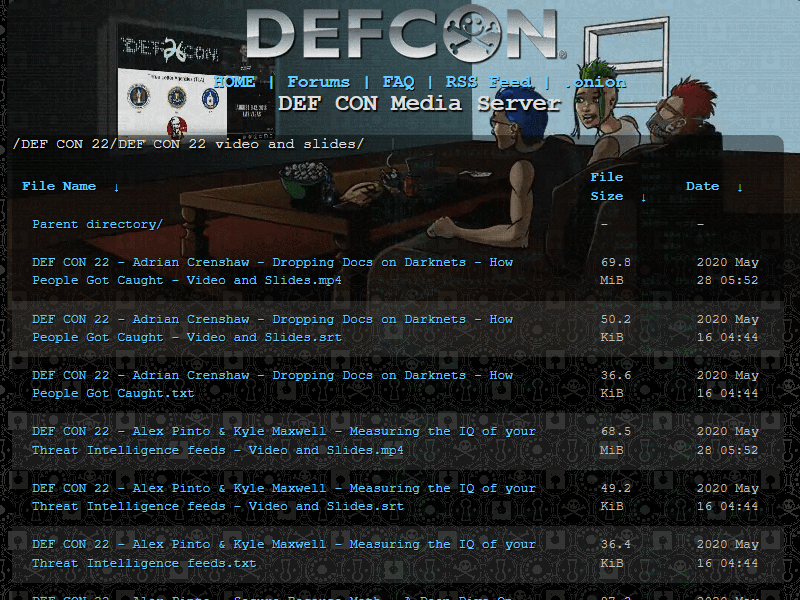 DEFCON
DEF CON
Three Letter Agencies (TLA)
HOME | Forums | FAQ | RSS Feed | .onion
DEF CON Media Server
/DEF CON 22/DEF CON 22 video and slides/
File Name ↓ File Size ↓ Date ↓
Parent directory/ - -
DEF CON 22 - Adrian Crenshaw - Dropping Docs on Darknets - How 69.8 2020 May
People Got Caught - Video and Slides.mp4 MiB 28 05:52
DEF CON 22 - Adrian Crenshaw - Dropping Docs on Darknets - How 50.2 2020 May
People Got Caught - Video and Slides.srt KiB 16 04:44
DEF CON 22 - Adrian Crenshaw - Dropping Docs on Darknets - How 36.6 2020 May
People Got Caught.txt KiB 16 04:44
DEF CON 22 - Alex Pinto & Kyle Maxwell - Measuring the IQ of your 68.5 2020 May
Threat Intelligence feeds - Video and Slides.mp4 MiB 28 05:52
DEF CON 22 - Alex Pinto & Kyle Maxwell - Measuring the IQ of your 49.2 2020 May
Threat Intelligence feeds - Video and Slides.srt KiB 16 04:44
DEF CON 22 - Alex Pinto & Kyle Maxwell - Measuring the IQ of your 36.4 2020 May
Threat Intelligence feeds.txt KiB 16 04:44